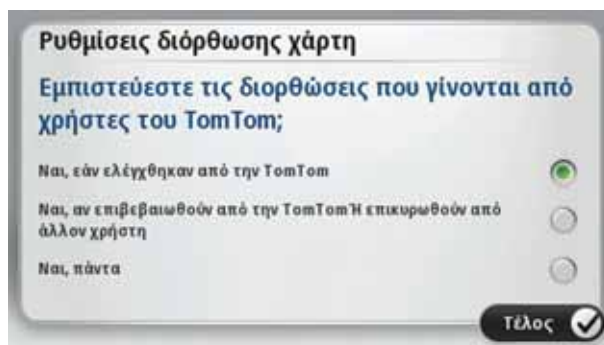 Ρυθμίσεις διόρθωσης χάρτη
Εμπιστεύεστε τις διορθώσεις που γίνονται από
χρήστες του TomTom;
Ναι, εάν ελέγχθηκαν από την TomTom
Ναι, αν επιβεβαιωθούν από την TomTomΉ επικυρωθούν από
άλλον χρήστη
Ναι, πάντα
Τέλος